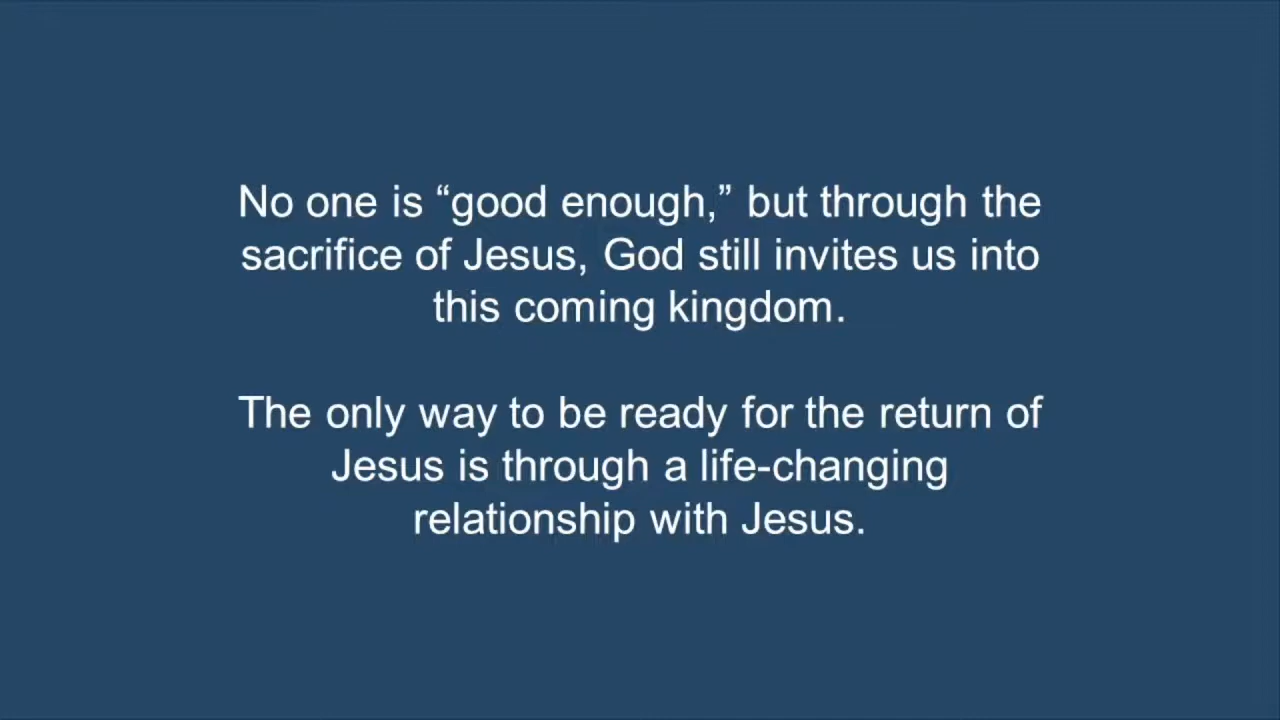 No one is “good enough,” but through the
sacrifice of Jesus, God still invites us into
this coming kingdom.
The only way to be ready for the return of
Jesus is through a life-changing
relationship with Jesus.